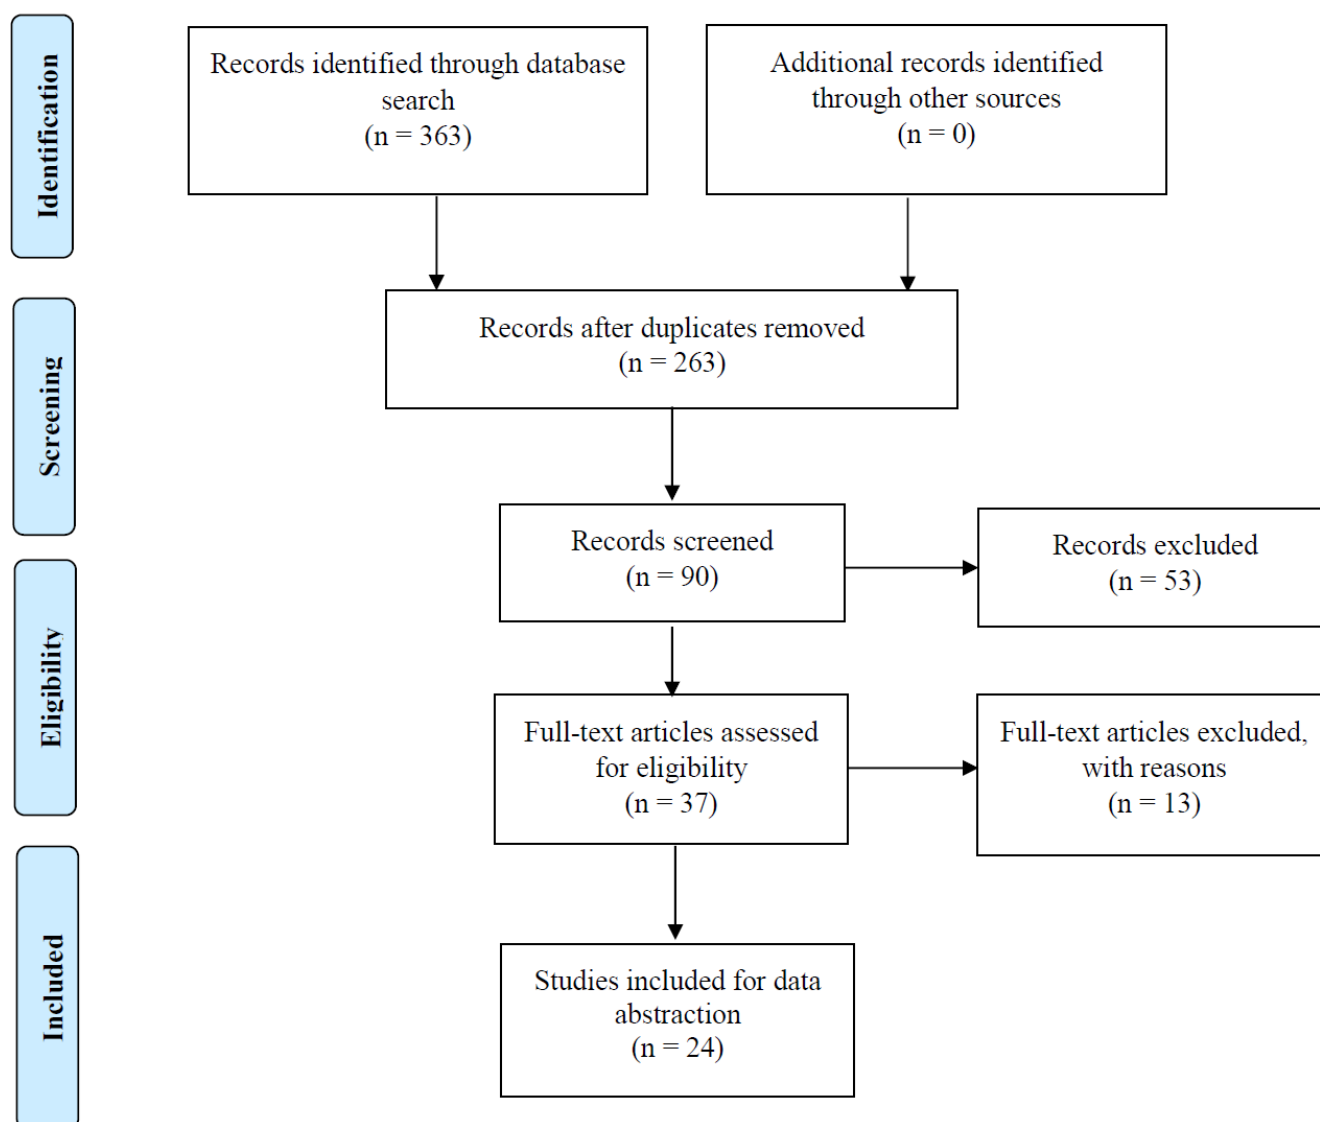 Identification
Records identified through database
search
(n = 363)
Additional records identified
through other sources
(n = 0)
Screening
Records after duplicates removed
(n = 263)
Records screened
(n = 90)
Records excluded
(n = 53)
Eligibility
Full-text articles assessed
for eligibility
(n = 37)
Full-text articles excluded,
with reasons
(n = 13)
Included
Studies included for data
abstraction
(n = 24)